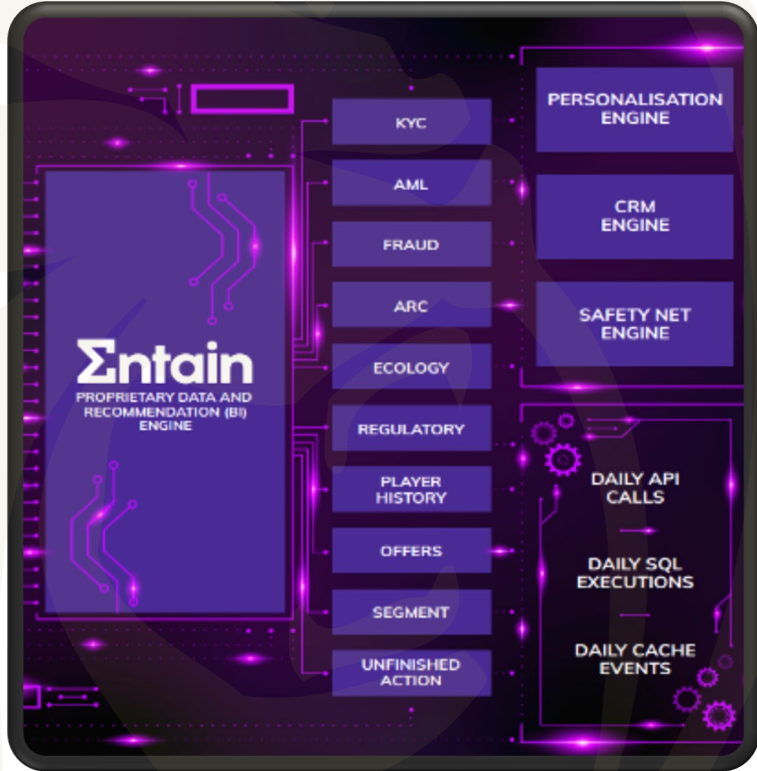 Σntain
PROPRIETARY DATA AND
RECOMMENDATION (BI)
ENGINE
KYC
AML
FRAUD
ARC
ECOLOGY
REGULATORY
PLAYER
HISTORY
OFFERS
SEGMENT
UNFINISHED
ACTION
PERSONALISATION
ENGINE
CRM
ENGINE
SAFETY NET
ENGINE
DAILY API
CALLS
DAILY SQL
EXECUTIONS
DAILY CACHE
EVENTS